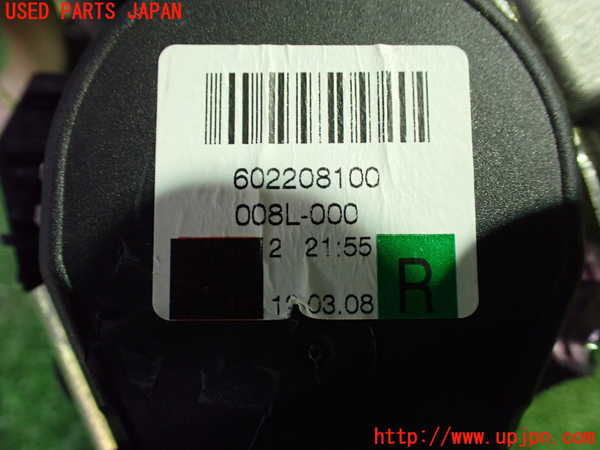 USED PARTS JAPAN
602208100
008L-000
2 21:55
03.08
R
http://www.upjpn.com/